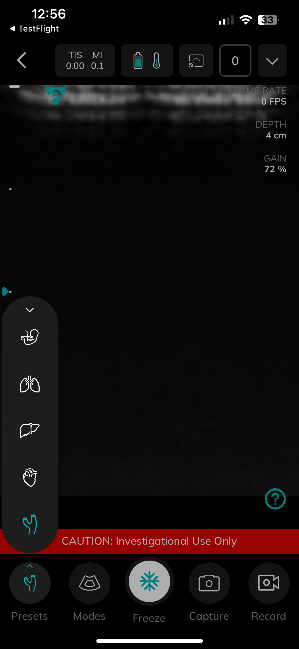 12:56
33
◀ TestFlight
TIS MI
0.00 0.1
0
FRAME RATE
0 FPS
DEPTH
4 cm
GAIN
72 %
?
CAUTION: Investigational Use Only
Presets Modes Freeze Capture Record